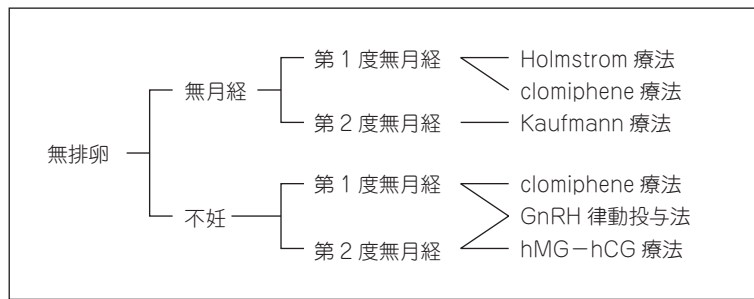 第1度無月経
Holmstrom 療法
clomiphene 療法
無月経
第2度無月経
Kaufmann 療法
無排卵
第1度無月経
clomiphene 療法
GnRH 律動投与法
不妊
第2度無月経
hMG－hCG 療法